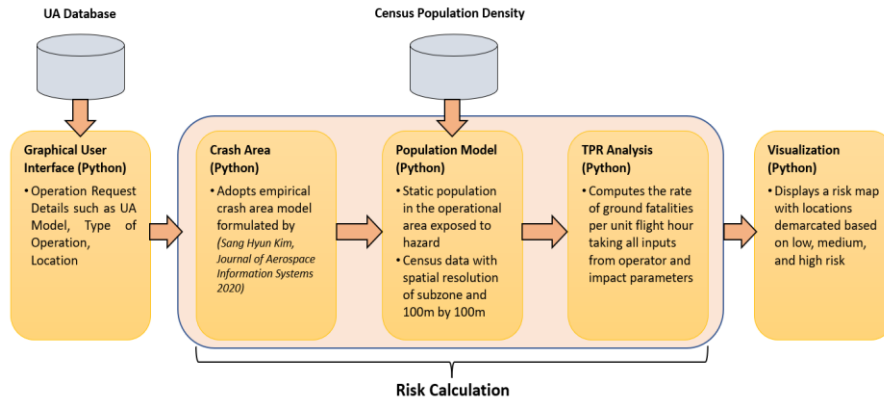 UA Database
Census Population Density
Graphical User
Interface (Python)
• Operation Request
Details such as UA
Model, Type of
Operation,
Location
Crash Area
(Python)
• Adopts empirical
crash area model
formulated by
(Sang Hyun Kim,
Journal of Aerospace
Information Systems
2020)
Population Model
(Python)
• Static population
in the operational
area exposed to
hazard
• Census data with
spatial resolution
of subzone and
100m by 100m
TPR Analysis
(Python)
• Computes the rate
of ground fatalities
per unit flight hour
taking all inputs
from operator and
impact parameters
Visualization
(Python)
• Displays a risk map
with locations
demarcated based
on low, medium,
and high risk
Risk Calculation